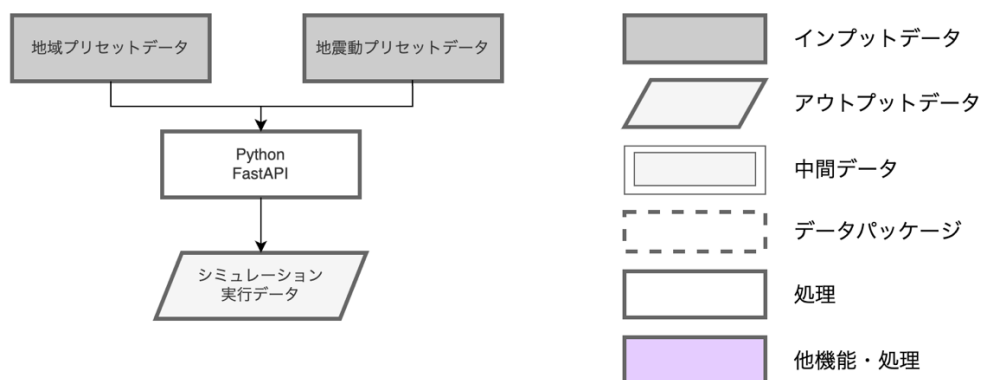 地域プリセットデータ
地震動プリセットデータ
Python
FastAPI
シミュレーション
実行データ
インプットデータ
アウトプットデータ
中間データ
データパッケージ
処理
他機能・処理